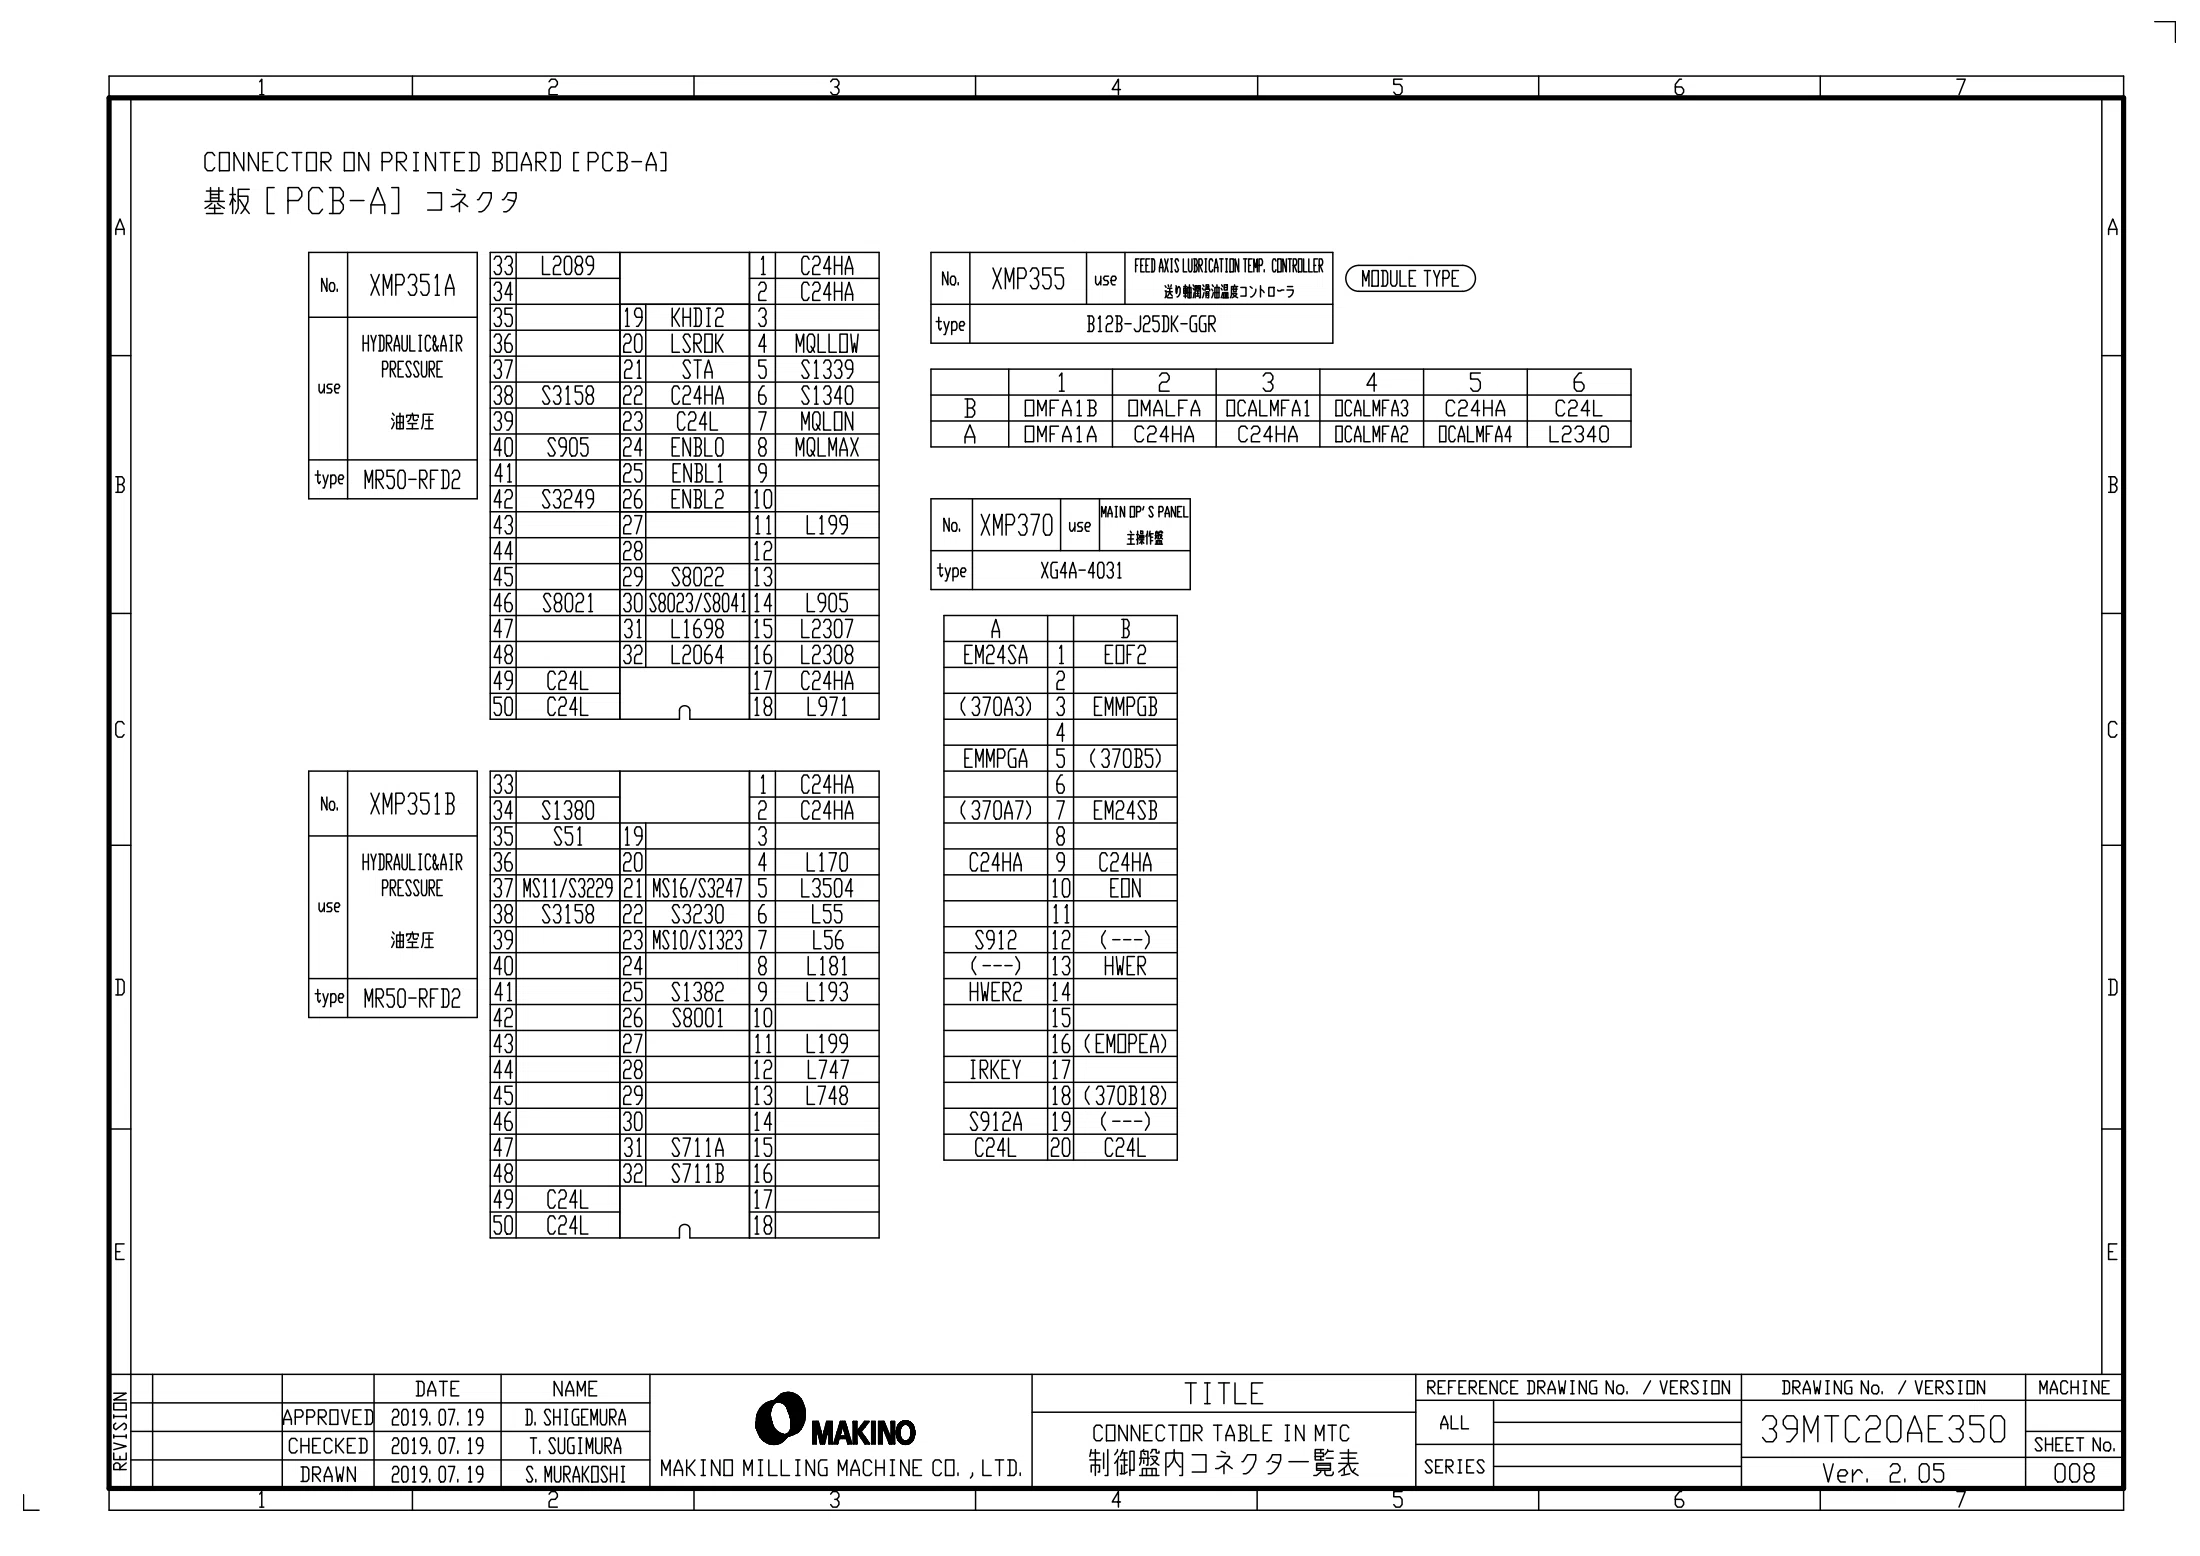 1 2 3 4 5 6 7
CONNECTOR ON PRINTED BOARD [PCB-A]
基板 [PCB-A] コネクタ
No. XMP351A
use HYDRAULIC&AIR
PRESSURE
油空圧
type MR50-RFD2
33 L2089 1 C24HA
34 2 C24HA
35 19 KHDI2 3
36 20 LSROK 4 MQLLOW
37 21 STA 5 S1339
38 S3158 22 C24HA 6 S1340
39 23 C24L 7 MQLON
40 S905 24 ENBL0 8 MQLMAX
41 25 ENBL1 9
42 S3249 26 ENBL2 10
43 27 11 L199
44 28 12
45 29 S8022 13
46 S8021 30 S8023/S8041 14 L905
47 31 L1698 15 L2307
48 32 L2064 16 L2308
49 C24L 17 C24HA
50 C24L 18 L971
No. XMP351B
use HYDRAULIC&AIR
PRESSURE
油空圧
type MR50-RFD2
33 1 C24HA
34 S1380 2 C24HA
35 S51 19 3
36 20 4 L170
37 MS11/S3229 21 MS16/S3247 5 L3504
38 S3158 22 S3230 6 L55
39 23 MS10/S1323 7 L56
40 24 8 L181
41 25 S1382 9 L193
42 26 S8001 10
43 27 11 L199
44 28 12 L747
45 29 13 L748
46 30 14
47 31 S711A 15
48 32 S711B 16
49 C24L 17
50 C24L 18
No. XMP355 use FEED AXIS LUBRICATION TEMP. CONTROLLER
送り軸潤滑油温度コントローラ
type B12B-J25DK-GGR
MODULE TYPE
1 2 3 4 5 6
B OMFA1B OMALFA OCALMFA1 OCALMFA3 C24HA C24L
A OMFA1A C24HA C24HA OCALMFA2 OCALMFA4 L2340
No. XMP370 use MAIN OP'S PANEL
主操作盤
type XG4A-4031
A B
EM24SA 1 EOF2
2
(370A3) 3 EMMPGB
4
EMMPGA 5 (370B5)
6
(370A7) 7 EM24SB
8
C24HA 9 C24HA
10 EON
11
S912 12 (---)
(---) 13 HWER
HWER2 14
15
16 (EMOPEA)
IRKEY 17
18 (370B18)
S912A 19 (---)
C24L 20 C24L
A A
B B
C C
D D
E E
REVISION
DATE NAME
APPROVED 2019.07.19 D. SHIGEMURA
CHECKED 2019.07.19 T. SUGIMURA
DRAWN 2019.07.19 S. MURAKOSHI
MAKINO
MAKINO MILLING MACHINE CO.,LTD.
TITLE
CONNECTOR TABLE IN MTC
制御盤内コネクタ一覧表
REFERENCE DRAWING No. / VERSION
ALL
SERIES
DRAWING No. / VERSION
39MTC20AE350
Ver. 2.05
MACHINE
SHEET No.
008
1 2 3 4 5 6 7